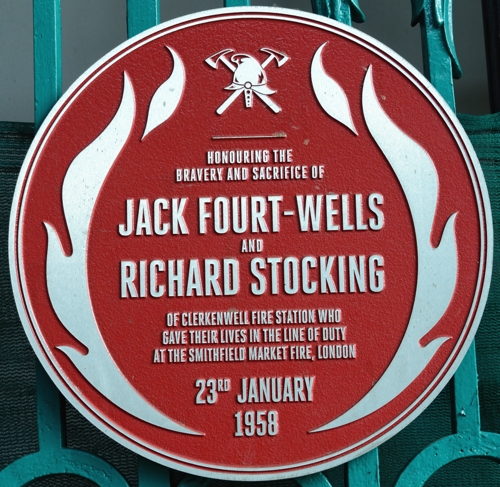 HONOURING THE
BRAVERY AND SACRIFICE OF
JACK FOURT-WELLS
AND
RICHARD STOCKING
OF CLERKENWELL FIRE STATION WHO
GAVE THEIR LIVES IN THE LINE OF DUTY
AT THE SMITHFIELD MARKET FIRE, LONDON
23RD JANUARY
1958